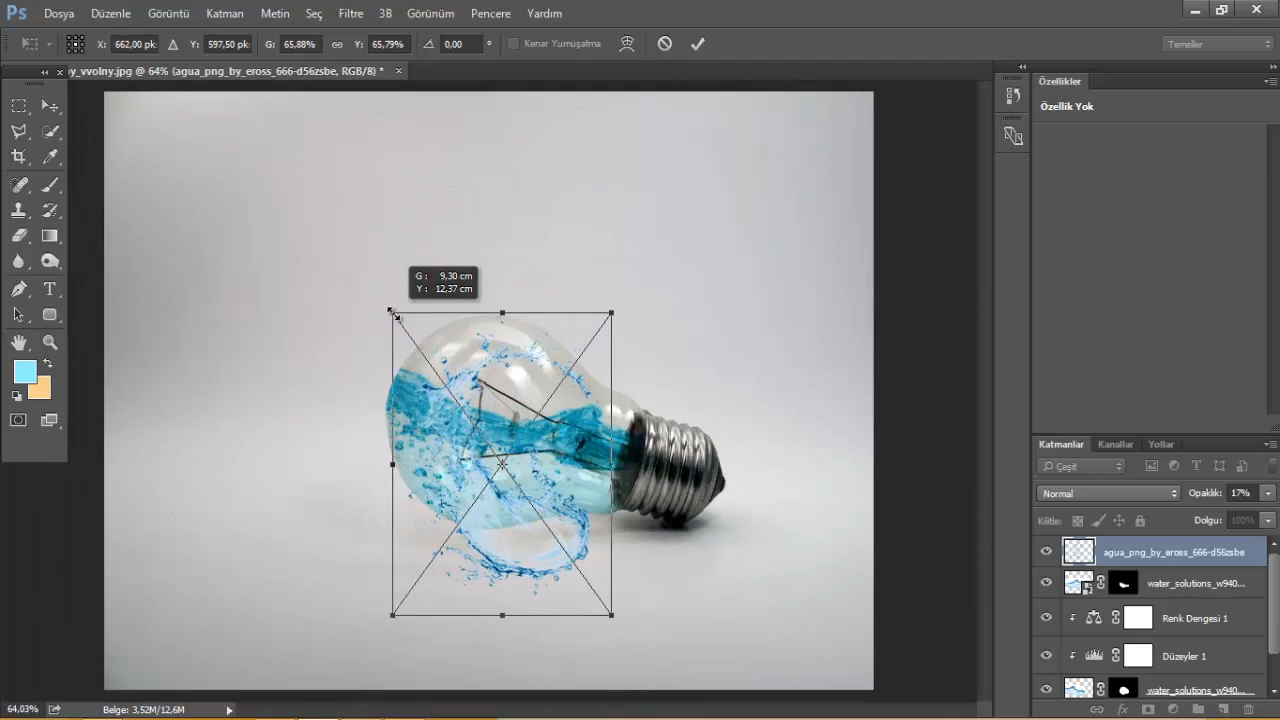 Ps Dosya Düzenle Görüntü Katman Metin Seç Filtre 3B Görünüm Pencere Yardım
X: 662,00 pk: Y: 597,50 pk: G: 65,88% Y: 65,79% 0,00 ° Kenar Yumuşatma Temeller
oy_vvolny.jpg @ 64% (agua_png_by_eross_666-d56zsbe, RGB/8) * ×
Özellikler
Özellik Yok
G : 9,30 cm
Y : 12,37 cm
Katmanlar Kanallar Yollar
Çeşit
Normal Opaklık: 17%
Kilitle: Dolgu: 100%
agua_png_by_eross_666-d56zsbe
water_solutions_w940...
Renk Dengesi 1
Düzeyler 1
water_solutions_w940...
64,03% Belge: 3,52M/12,6M